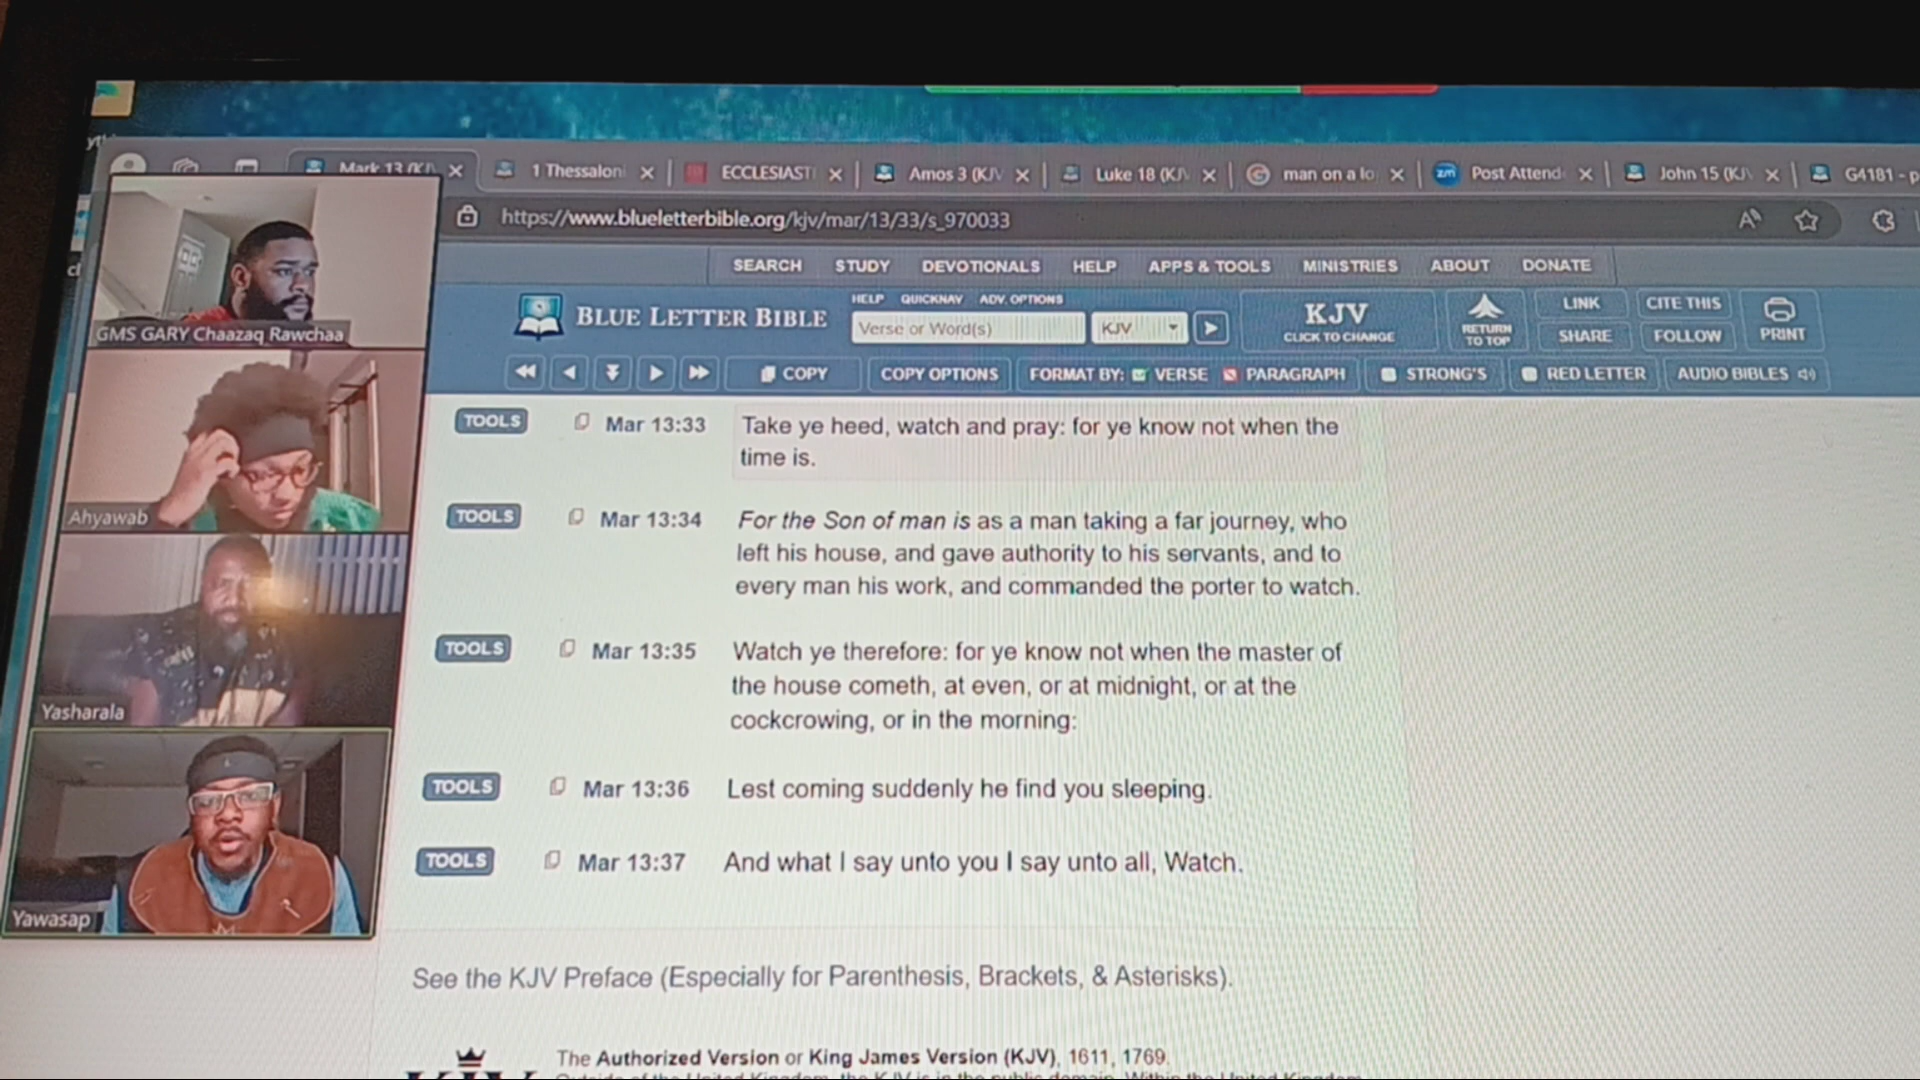 Mark 13 (KJV
1 Thessaloni
ECCLESIAST
Amos 3 (KJV
Luke 18 (KJV
man on a lo
zm
Post Attend
John 15 (KJV
G4181 - p
https://www.blueletterbible.org/kjv/mar/13/33/s_970033
SEARCH STUDY DEVOTIONALS HELP APPS & TOOLS MINISTRIES ABOUT DONATE
BLUE LETTER BIBLE
HELP QUICKNAV ADV. OPTIONS
Verse or Word(s)
KJV
KJV
CLICK TO CHANGE
RETURN
TO TOP
LINK
CITE THIS
SHARE
FOLLOW
PRINT
COPY COPY OPTIONS FORMAT BY: VERSE PARAGRAPH STRONG'S RED LETTER AUDIO BIBLES
GMS GARY Chaazaq Rawchaa
Ahyawab
Yasharala
Yawasap
TOOLS Mar 13:33 Take ye heed, watch and pray: for ye know not when the
time is.
TOOLS Mar 13:34 For the Son of man is as a man taking a far journey, who
left his house, and gave authority to his servants, and to
every man his work, and commanded the porter to watch.
TOOLS Mar 13:35 Watch ye therefore: for ye know not when the master of
the house cometh, at even, or at midnight, or at the
cockcrowing, or in the morning:
TOOLS Mar 13:36 Lest coming suddenly he find you sleeping.
TOOLS Mar 13:37 And what I say unto you I say unto all, Watch.
See the KJV Preface (Especially for Parenthesis, Brackets, & Asterisks).
The Authorized Version or King James Version (KJV), 1611, 1769.